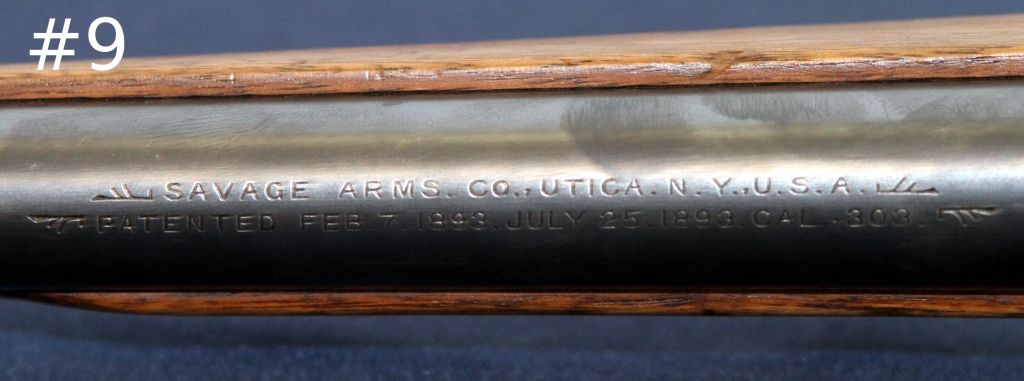 #9
SAVAGE ARMS. CO., UTICA. N.Y., U.S.A.
PATENTED FEB. 7. 1893. JULY 25. 1893. CAL. .303.